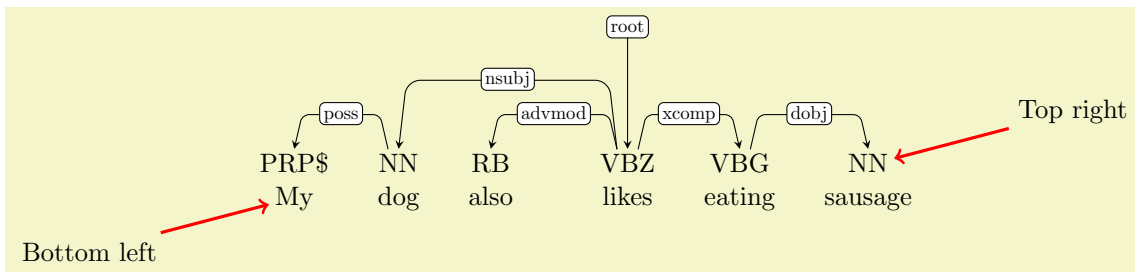 root
nsubj
poss advmod xcomp dobj
Top right
PRP$ NN RB VBZ VBG NN
My dog also likes eating sausage
Bottom left